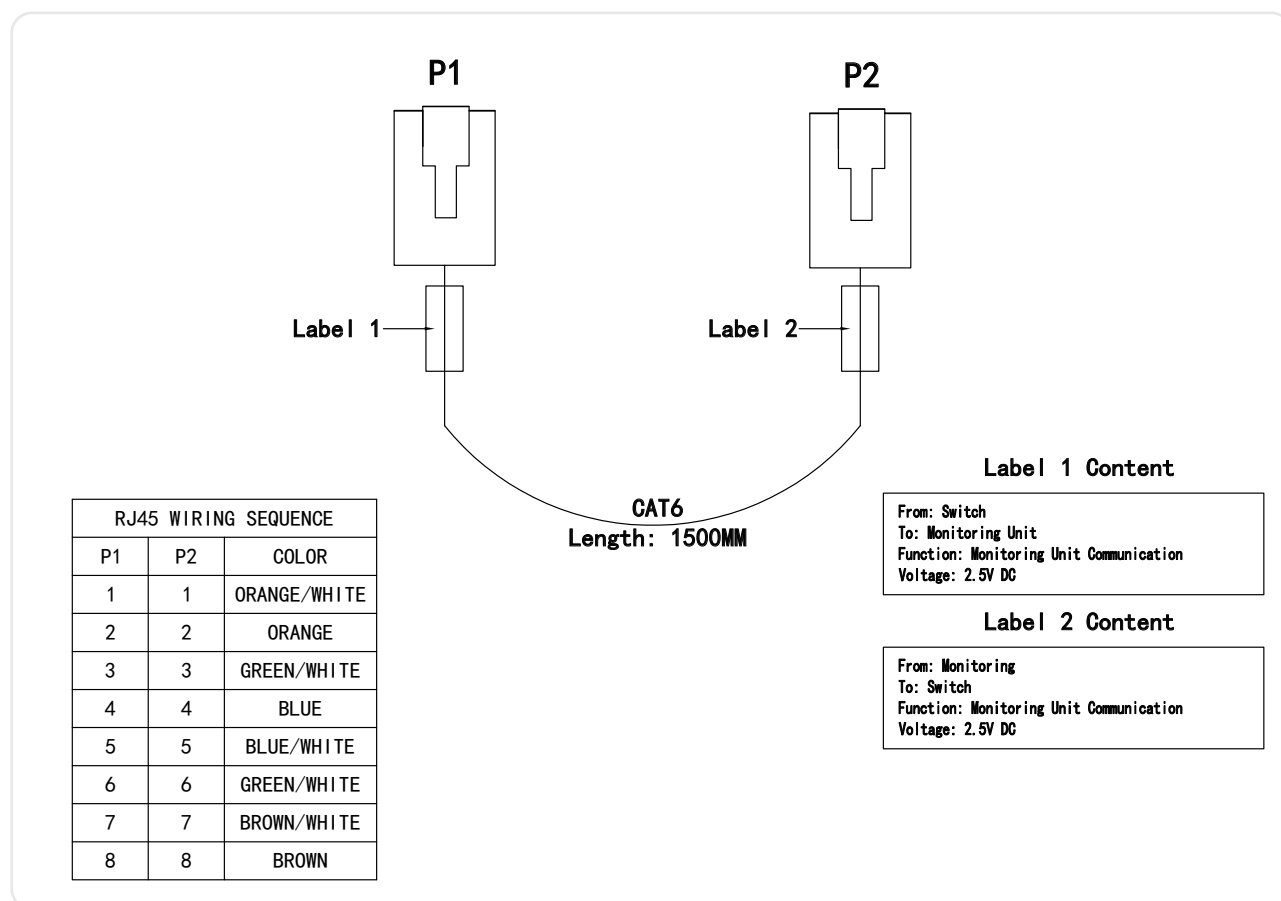 P1
P2
Label 1
Label 2
CAT6
Length: 1500MM
RJ45 WIRING SEQUENCE
P1 P2 COLOR
1 1 ORANGE/WHITE
2 2 ORANGE
3 3 GREEN/WHITE
4 4 BLUE
5 5 BLUE/WHITE
6 6 GREEN/WHITE
7 7 BROWN/WHITE
8 8 BROWN
Label 1 Content
From: Switch
To: Monitoring Unit
Function: Monitoring Unit Communication
Voltage: 2.5V DC
Label 2 Content
From: Monitoring
To: Switch
Function: Monitoring Unit Communication
Voltage: 2.5V DC